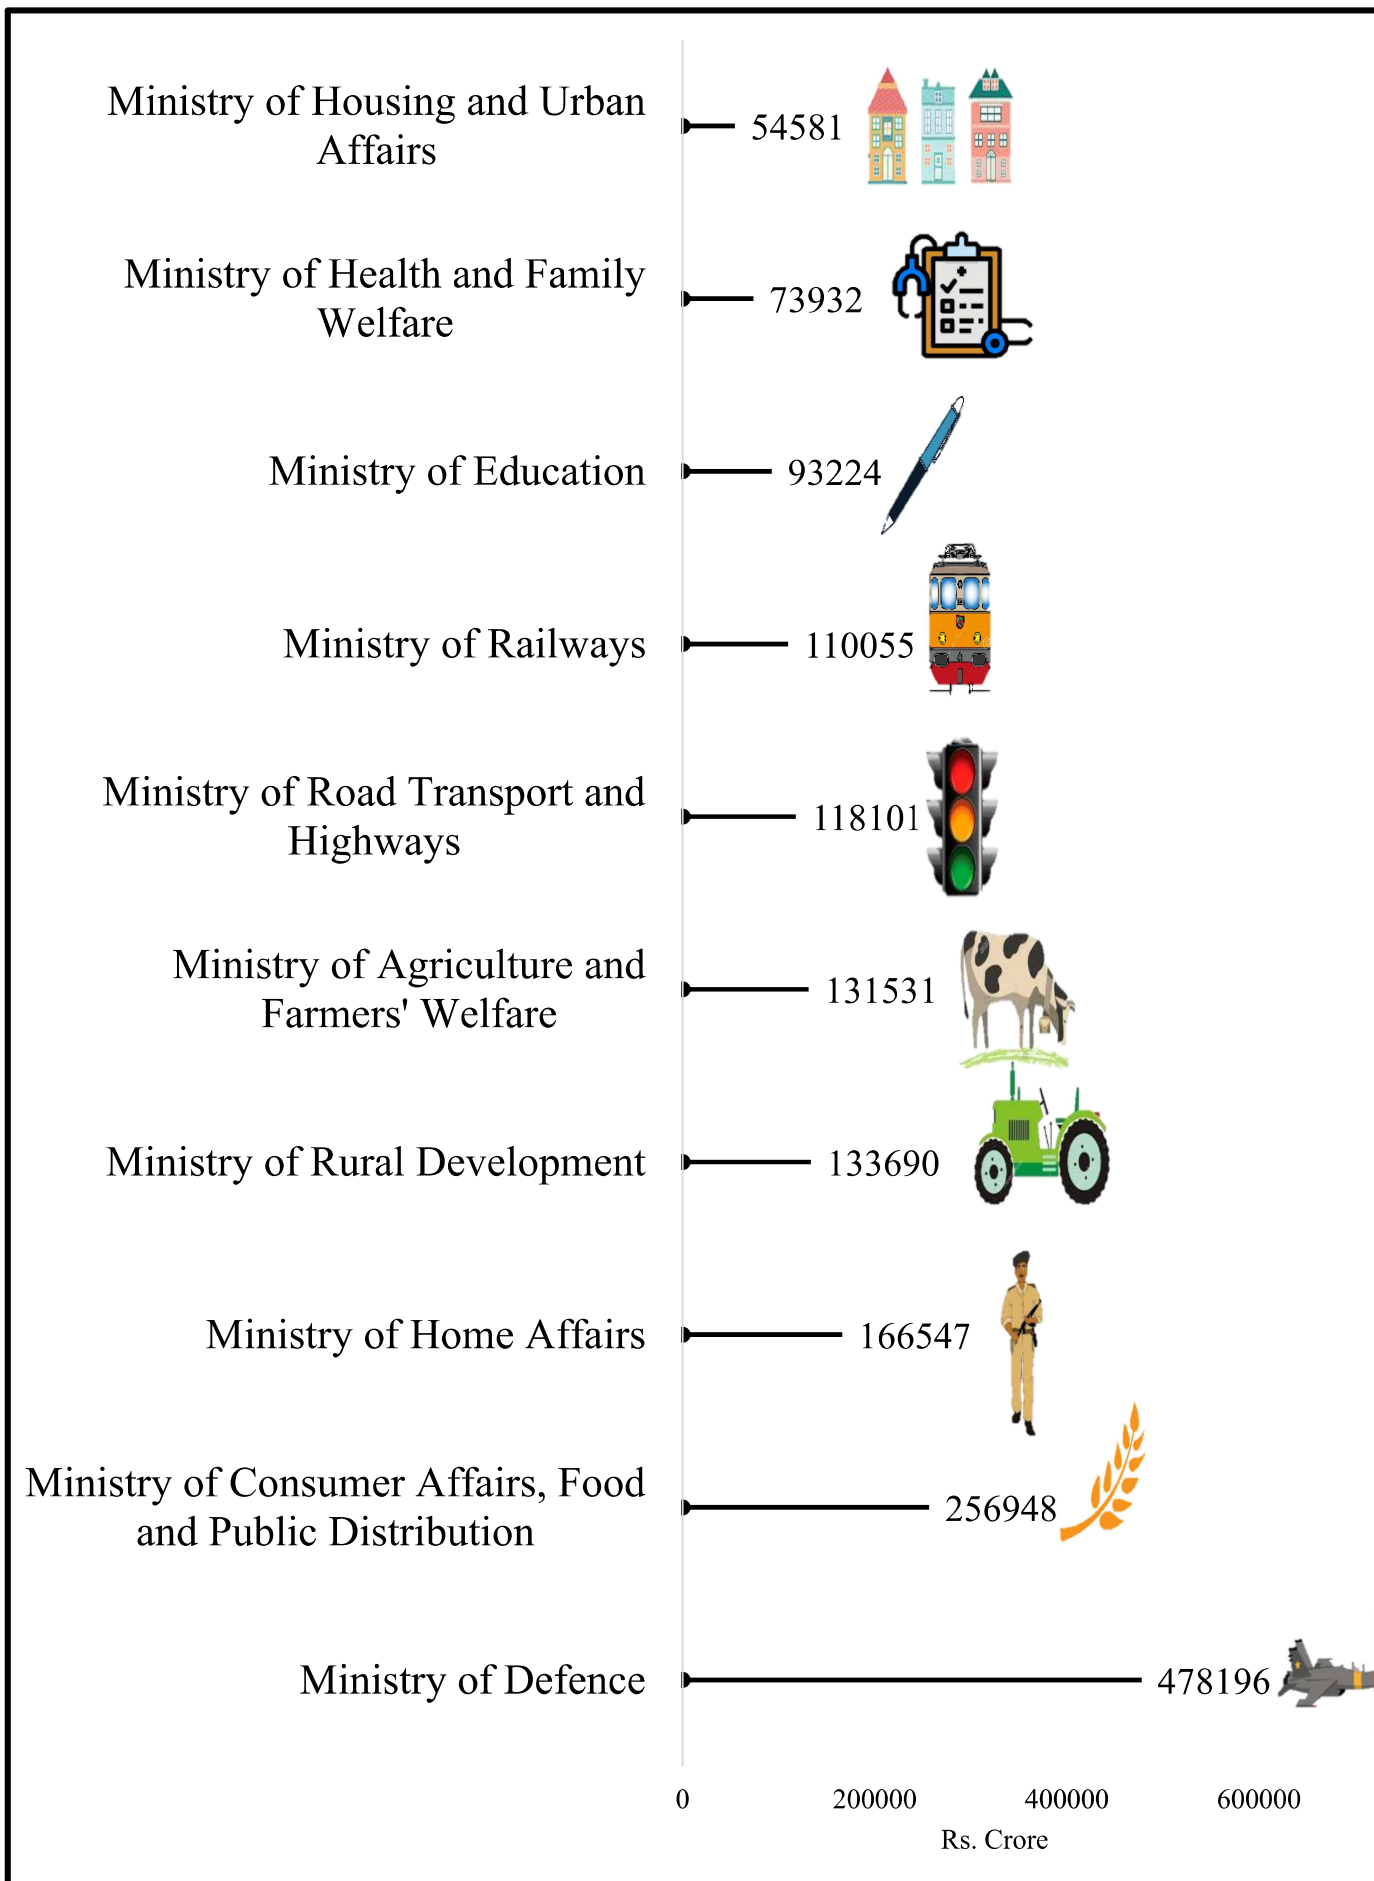 Ministry of Housing and Urban
Affairs
54581
Ministry of Health and Family
Welfare
73932
Ministry of Education
93224
Ministry of Railways
110055
Ministry of Road Transport and
Highways
118101
Ministry of Agriculture and
Farmers' Welfare
131531
Ministry of Rural Development
133690
Ministry of Home Affairs
166547
Ministry of Consumer Affairs, Food
and Public Distribution
256948
Ministry of Defence
478196
0 200000 400000 600000
Rs. Crore